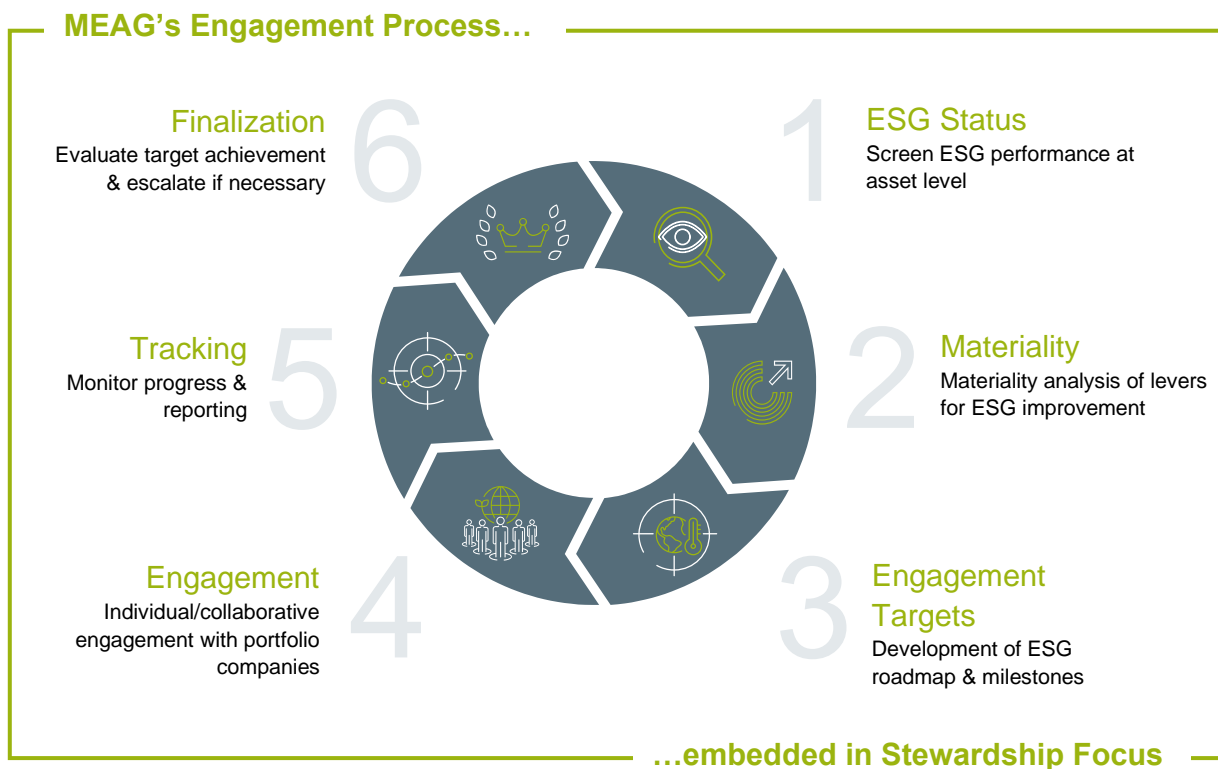 MEAG's Engagement Process…
1
ESG Status
Screen ESG performance at
asset level
2
Materiality
Materiality analysis of levers
for ESG improvement
3
Engagement
Targets
Development of ESG
roadmap & milestones
4
Engagement
Individual/collaborative
engagement with portfolio
companies
5
Tracking
Monitor progress &
reporting
6
Finalization
Evaluate target achievement
& escalate if necessary
…embedded in Stewardship Focus